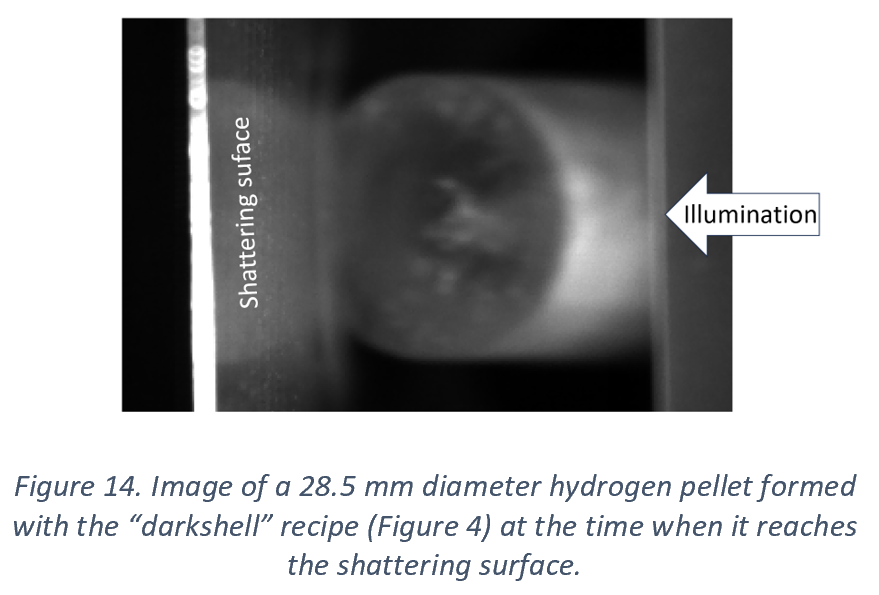 Shattering suface
Illumination
Figure 14. Image of a 28.5 mm diameter hydrogen pellet formed
with the “darkshell” recipe (Figure 4) at the time when it reaches
the shattering surface.